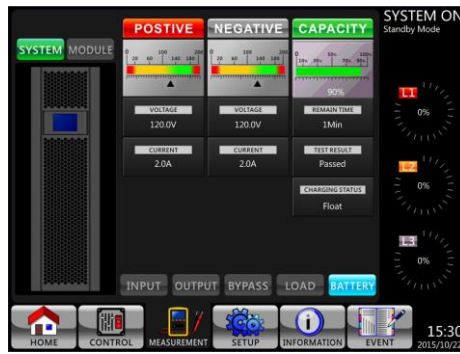 SYSTEM ON
Standby Mode
SYSTEM MODULE
POSTIVE NEGATIVE CAPACITY
90%
VOLTAGE VOLTAGE REMAIN TIME
120.0V 120.0V 1Min
CURRENT CURRENT TEST RESULT
2.0A 2.0A Passed
CHARGING STATUS
Float
L1
0%
L2
0%
L3
0%
INPUT OUTPUT BYPASS LOAD BATTERY
HOME CONTROL MEASUREMENT SETUP INFORMATION EVENT
15:30
2015/10/22